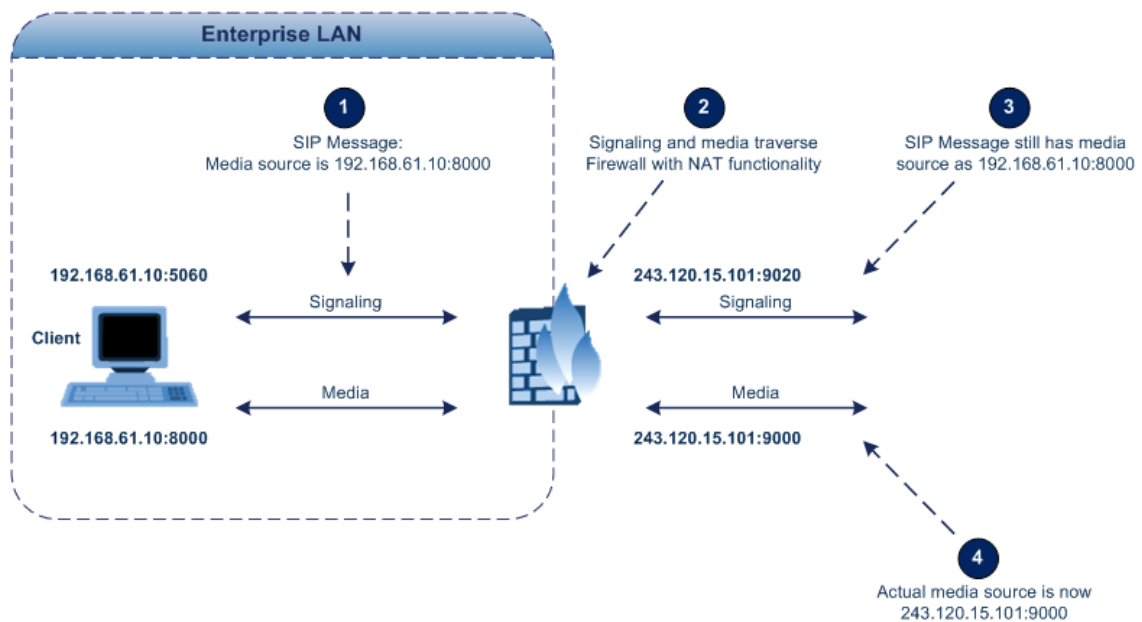 Enterprise LAN
1
SIP Message:
Media source is 192.168.61.10:8000
2
Signaling and media traverse
Firewall with NAT functionality
3
SIP Message still has media
source as 192.168.61.10:8000
192.168.61.10:5060
Signaling
243.120.15.101:9020
Signaling
Client
Media
Media
192.168.61.10:8000
243.120.15.101:9000
4
Actual media source is now
243.120.15.101:9000